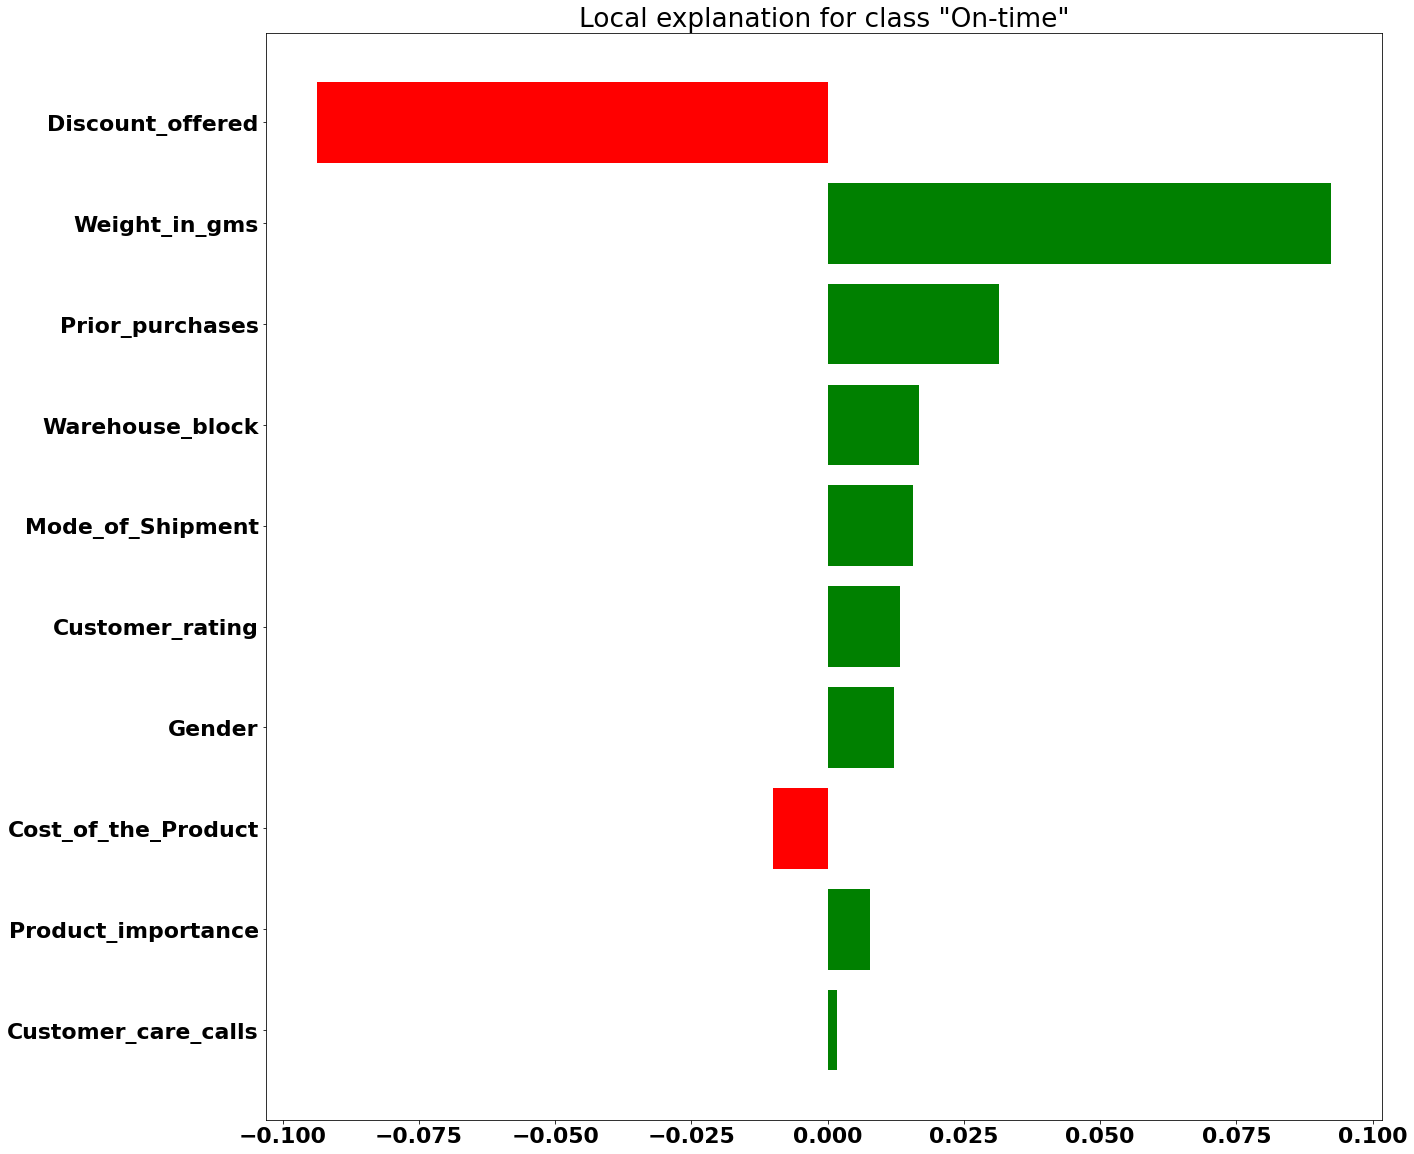 Local explanation for class "On-time"
Discount_offered
Weight_in_gms
Prior_purchases
Warehouse_block
Mode_of_Shipment
Customer_rating
Gender
Cost_of_the_Product
Product_importance
Customer_care_calls
−0.100 −0.075 −0.050 −0.025 0.000 0.025 0.050 0.075 0.100